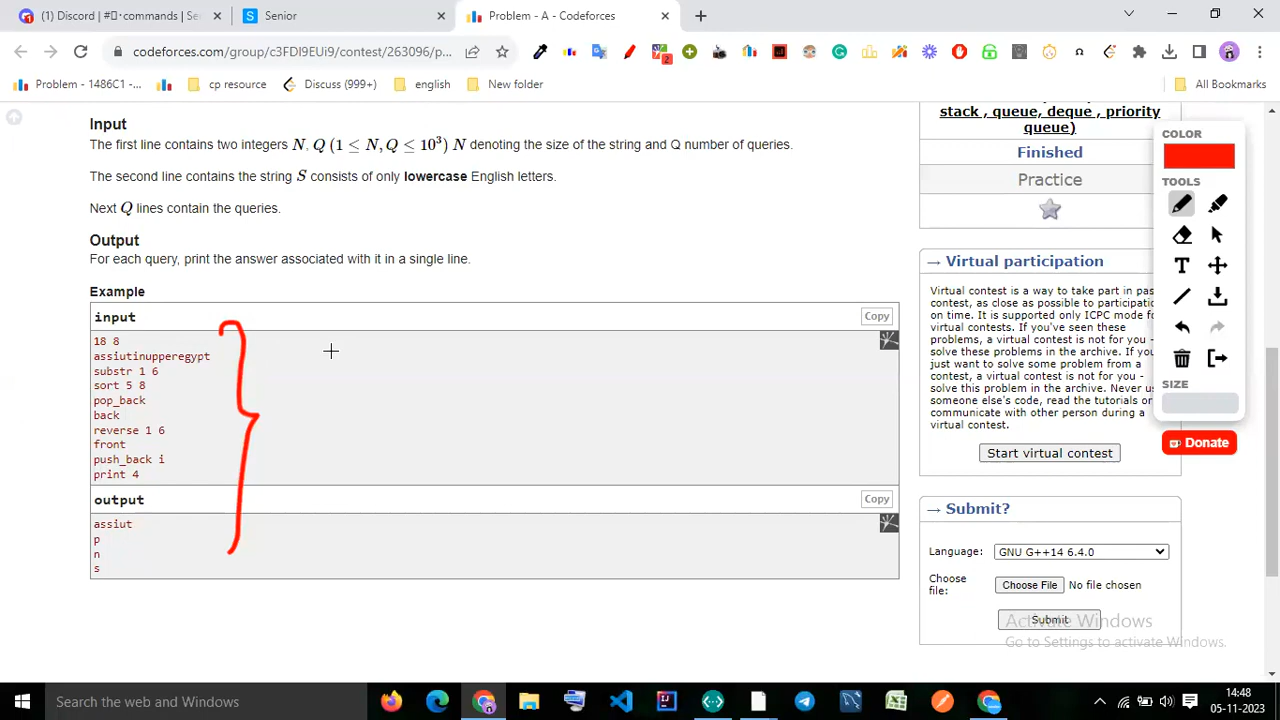 (1) Discord | #□·commands | S
Senior
Problem - A - Codeforces
codeforces.com/group/c3FDI9EUi9/contest/263096/p...
2
Problem - 1486C1 -...
cp resource
Discuss (999+)
english
New folder
All Bookmarks
Input
The first line contains two integers N, Q (1 ≤ N, Q ≤ 10^3) N denoting the size of the string and Q number of queries.
The second line contains the string S consists of only lowercase English letters.
Next Q lines contain the queries.
Output
For each query, print the answer associated with it in a single line.
Example
input
Copy
18 8
assiutinupperegypt
substr 1 6
sort 5 8
pop_back
back
reverse 1 6
front
push_back i
print 4
output
Copy
assiut
p
n
s
stack , queue, deque , priority
queue)
Finished
Practice
→ Virtual participation
Virtual contest is a way to take part in pas
contest, as close as possible to participatio
on time. It is supported only ICPC mode f
virtual contests. If you've seen these
problems, a virtual contest is not for you -
solve these problems in the archive. If you
just want to solve some problem from a
contest, a virtual contest is not for you -
solve this problem in the archive. Never u
someone else's code, read the tutorials or
communicate with other person during a
virtual contest.
Start virtual contest
→ Submit?
Language:
GNU G++14 6.4.0
Choose
file:
Choose File
No file chosen
Submit
Activate Windows
Go to Settings to activate Windows.
COLOR
TOOLS
T
SIZE
Donate
Search the web and Windows
14:48
05-11-2023